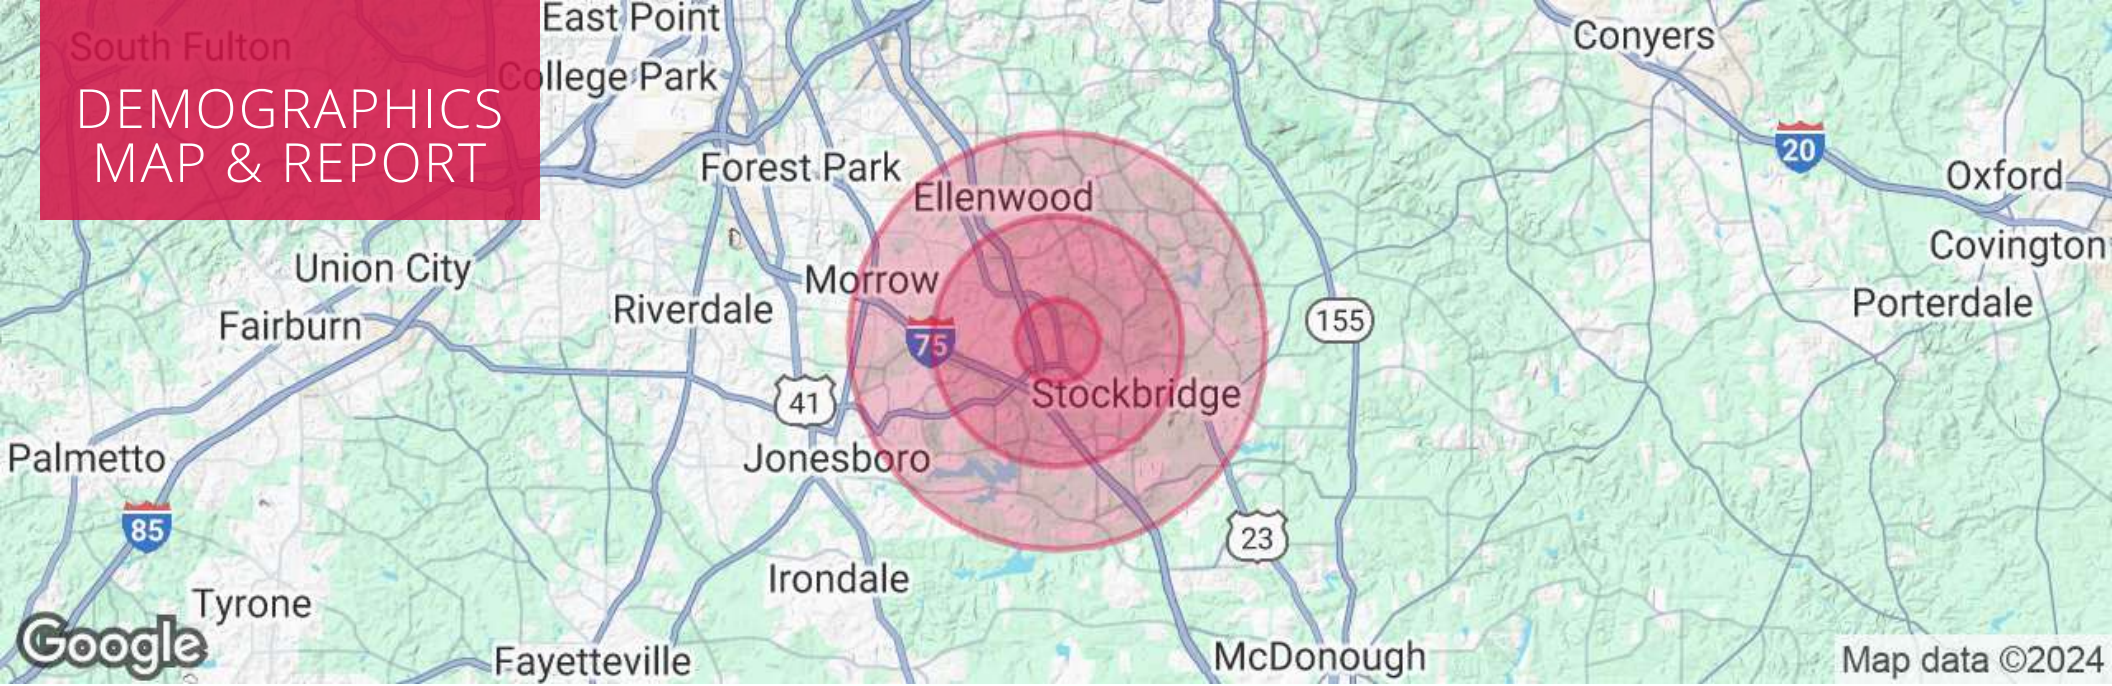 East Point
South Fulton
College Park
Conyers
DEMOGRAPHICS
MAP & REPORT
20
Forest Park
Oxford
Ellenwood
Covington
Union City
Morrow
Riverdale
Porterdale
Fairburn
155
75
Stockbridge
41
Palmetto
Jonesboro
85
23
Irondale
Tyrone
Google
Fayetteville
McDonough
Map data ©2024